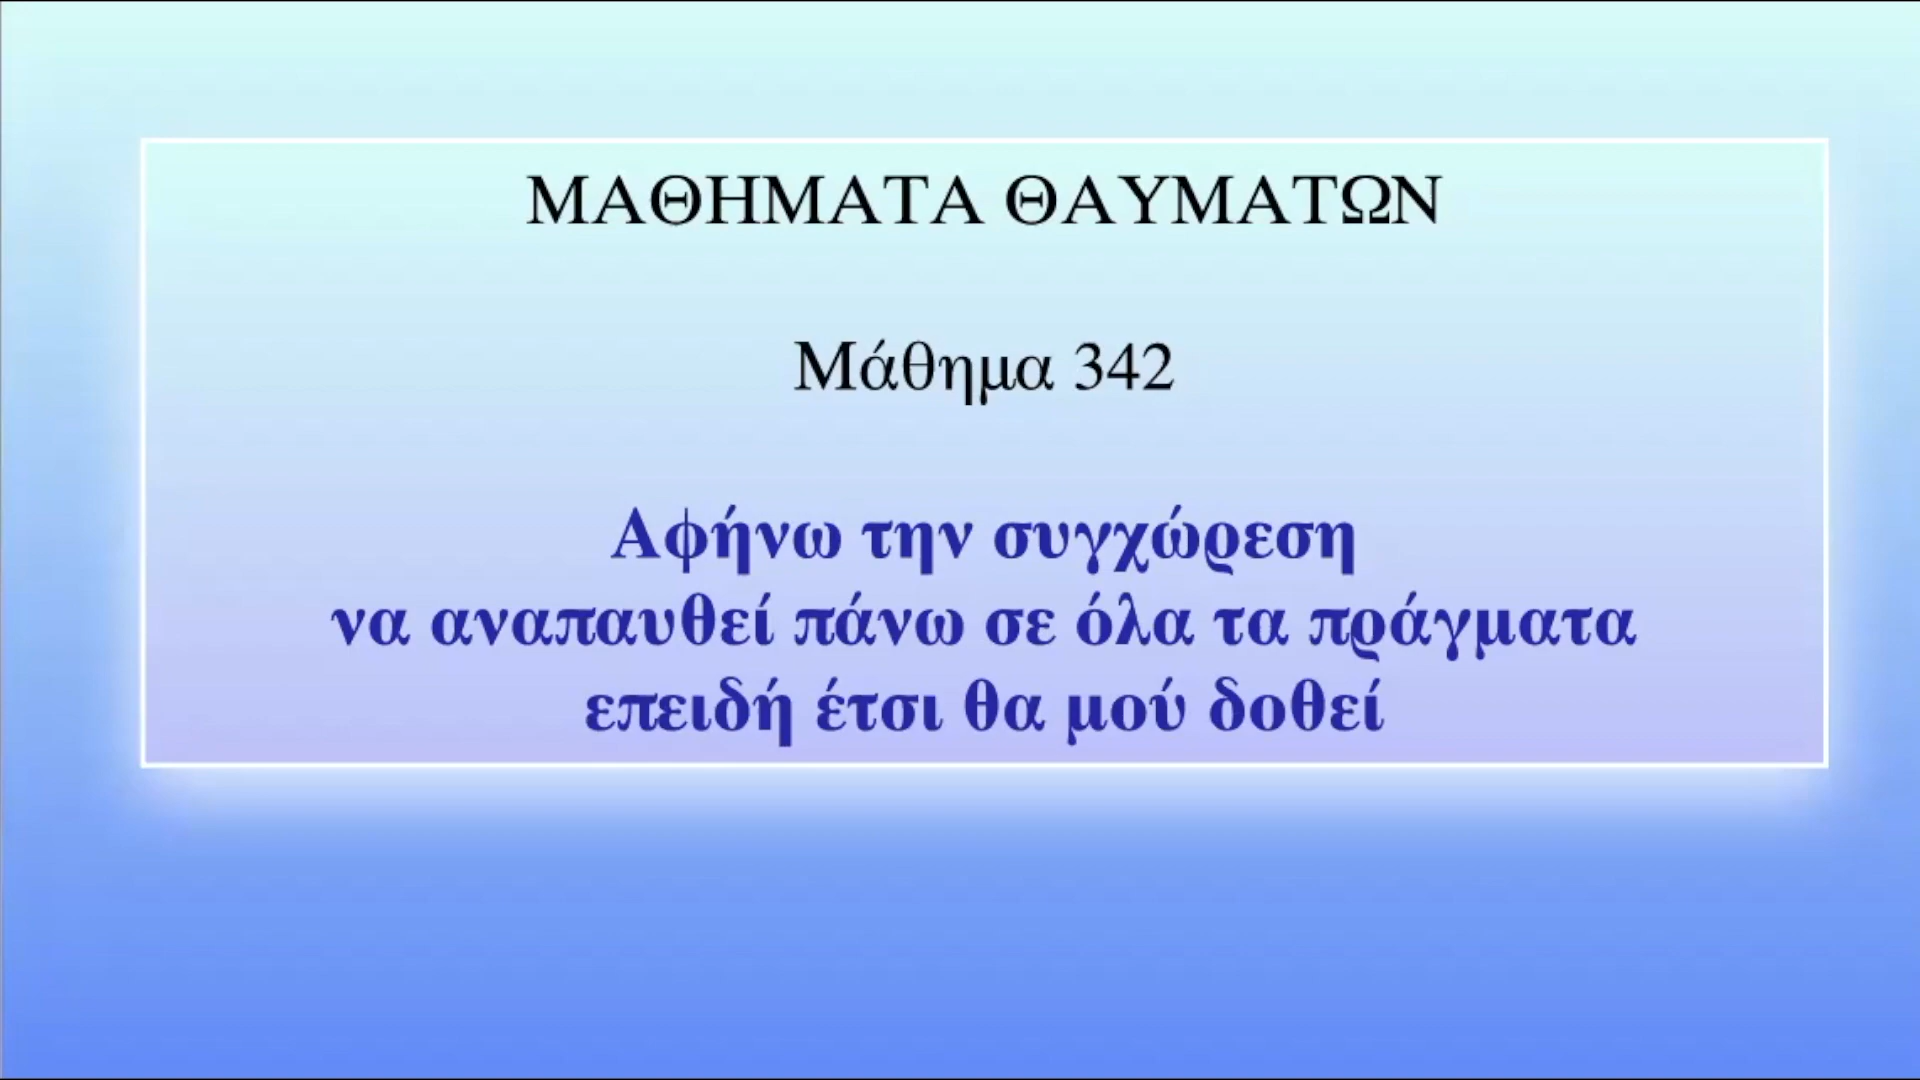 ΜΑΘΗΜΑΤΑ ΘΑΥΜΑΤΩΝ
Μάθημα 342
Αφήνω την συγχώρεση
να αναπαυθεί πάνω σε όλα τα πράγματα
επειδή έτσι θα μού δοθεί